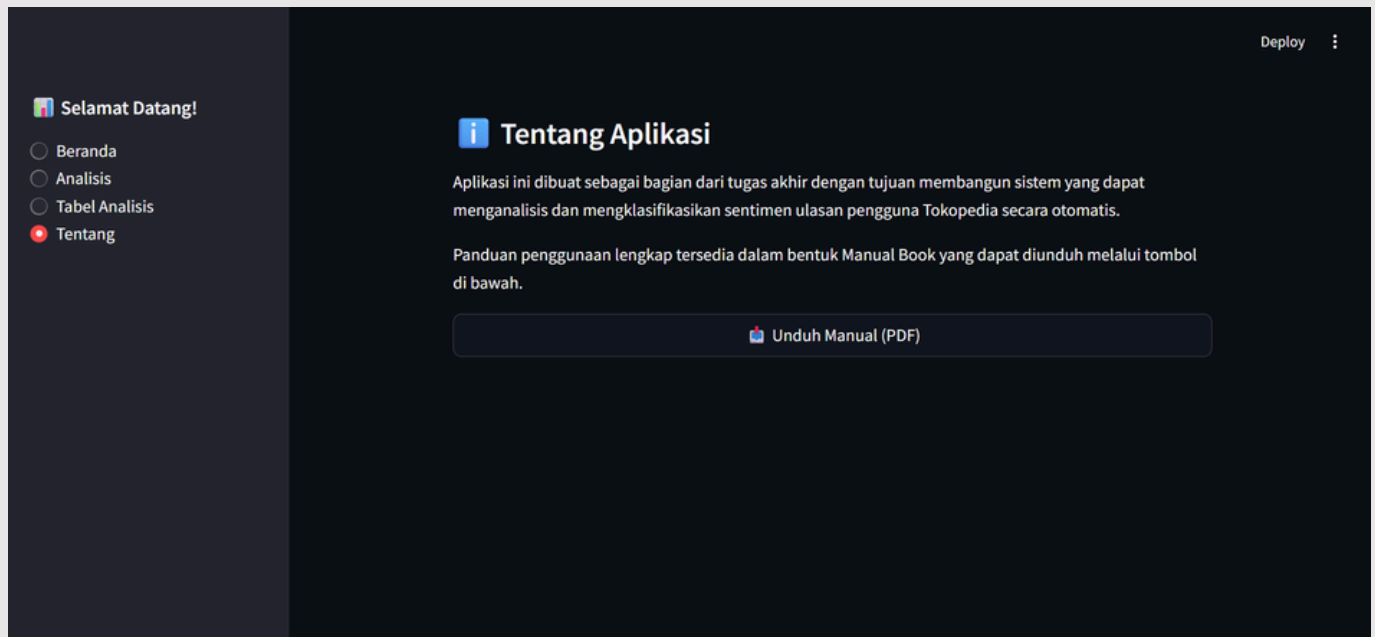 Deploy
Selamat Datang!
Beranda
Analisis
Tabel Analisis
Tentang
Tentang Aplikasi
Aplikasi ini dibuat sebagai bagian dari tugas akhir dengan tujuan membangun sistem yang dapat
menganalisis dan mengklasifikasikan sentimen ulasan pengguna Tokopedia secara otomatis.
Panduan penggunaan lengkap tersedia dalam bentuk Manual Book yang dapat diunduh melalui tombol
di bawah.
Unduh Manual (PDF)